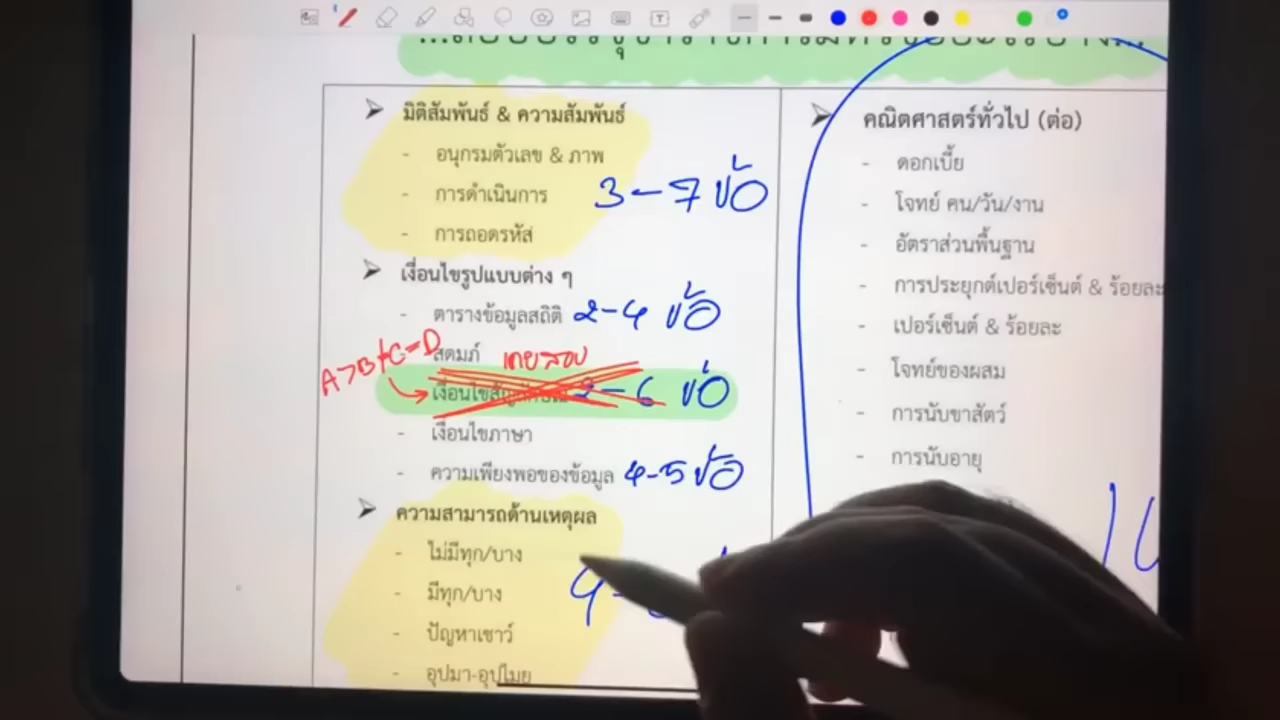 มิติสัมพันธ์ & ความสัมพันธ์
- อนุกรมตัวเลข & ภาพ
- การดำเนินการ
3-7 ข้อ
- การถอดรหัส
เงื่อนไขรูปแบบต่าง ๆ
- ตารางข้อมูลสถิติ 2-4 ข้อ
สดมภ์ เคยสอบ
A>B+C=D
2-6 ข้อ
- เงื่อนไขภาษา
- ความเพียงพอของข้อมูล 4-5 ข้อ
ความสามารถด้านเหตุผล
- ไม่มีทุก/บาง
- มีทุก/บาง
- ปัญหาเชาว์
- อุปมา-อุปไมย
คณิตศาสตร์ทั่วไป (ต่อ)
- ดอกเบี้ย
- โจทย์ คน/วัน/งาน
- อัตราส่วนพื้นฐาน
- การประยุกต์เปอร์เซ็นต์ & ร้อยละ
- เปอร์เซ็นต์ & ร้อยละ
- โจทย์ของผสม
- การนับขาสัตว์
- การนับอายุ